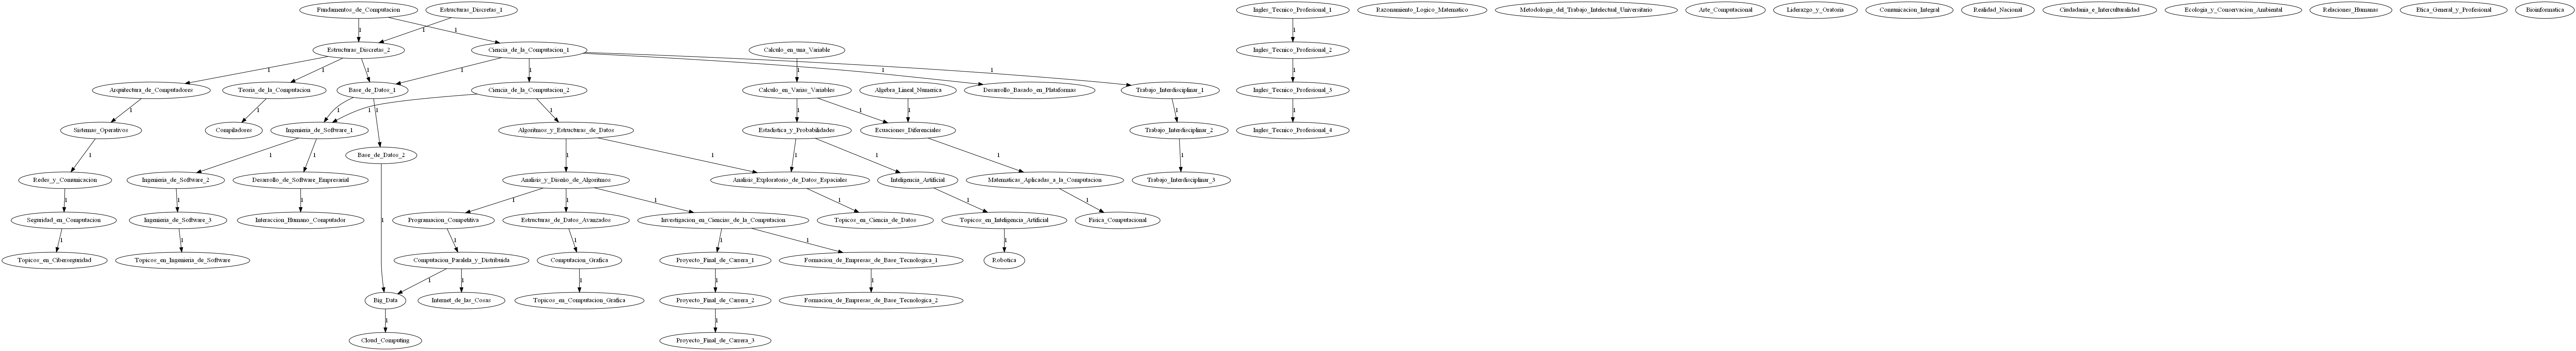 Fundamentos_de_Computacion
Estructuras_Discretas_1
Ingles_Tecnico_Profesional_1
Razonamiento_Logico_Matematico
Metodologia_del_Trabajo_Intelectual_Universitario
Arte_Computacional
Liderazgo_y_Oratoria
Comunicacion_Integral
Realidad_Nacional
Ciudadania_e_Interculturalidad
Ecologia_y_Conservacion_Ambiental
Relaciones_Humanas
Etica_General_y_Profesional
Bioinformatica
1
1
1
1
Estructuras_Discretas_2
Ciencia_de_la_Computacion_1
Calculo_en_una_Variable
Ingles_Tecnico_Profesional_2
1
1
1
1
1
1
1
1
1
Arquitectura_de_Computadores
Teoria_de_la_Computacion
Base_de_Datos_1
Ciencia_de_la_Computacion_2
Calculo_en_Varias_Variables
Algebra_Lineal_Numerica
Desarrollo_Basado_en_Plataformas
Trabajo_Interdisciplinar_1
Ingles_Tecnico_Profesional_3
1
1
1
1
1
1
1
1
1
1
1
Sistemas_Operativos
Compiladores
Ingenieria_de_Software_1
Algoritmos_y_Estructuras_de_Datos
Estadistica_y_Probabilidades
Ecuaciones_Diferenciales
Trabajo_Interdisciplinar_2
Ingles_Tecnico_Profesional_4
Base_de_Datos_2
1
1
1
1
1
1
1
1
1
Redes_y_Comunicacion
Ingenieria_de_Software_2
Desarrollo_de_Software_Empresarial
Analisis_y_Diseño_de_Algoritmos
Analisis_Exploratorio_de_Datos_Espaciales
Inteligencia_Artificial
Matematicas_Aplicadas_a_la_Computacion
Trabajo_Interdisciplinar_3
1
1
1
1
1
1
1
1
1
Seguridad_en_Computacion
Ingenieria_de_Software_3
Interaccion_Humano_Computador
1
Programacion_Competitiva
Estructuras_de_Datos_Avanzados
Investigacion_en_Ciencias_de_la_Computacion
Topicos_en_Ciencia_de_Datos
Topicos_en_Inteligencia_Artificial
Fisica_Computacional
1
1
1
1
1
1
1
Topicos_en_Ciberseguridad
Topicos_en_Ingenieria_de_Software
Computacion_Paralela_y_Distribuida
Computacion_Grafica
Proyecto_Final_de_Carrera_1
Formacion_de_Empresas_de_Base_Tecnologica_1
Robotica
1
1
1
1
1
Big_Data
Internet_de_las_Cosas
Topicos_en_Computacion_Grafica
Proyecto_Final_de_Carrera_2
Formacion_de_Empresas_de_Base_Tecnologica_2
1
1
Cloud_Computing
Proyecto_Final_de_Carrera_3